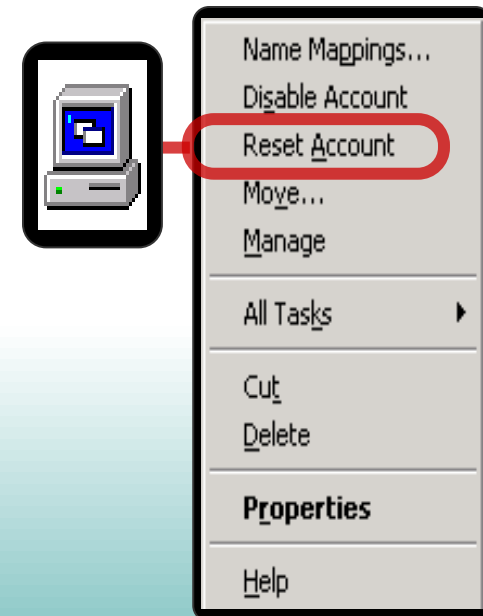 Name Mappings...
Disable Account
Reset Account
Move...
Manage
All Tasks
Cut
Delete
Properties
Help